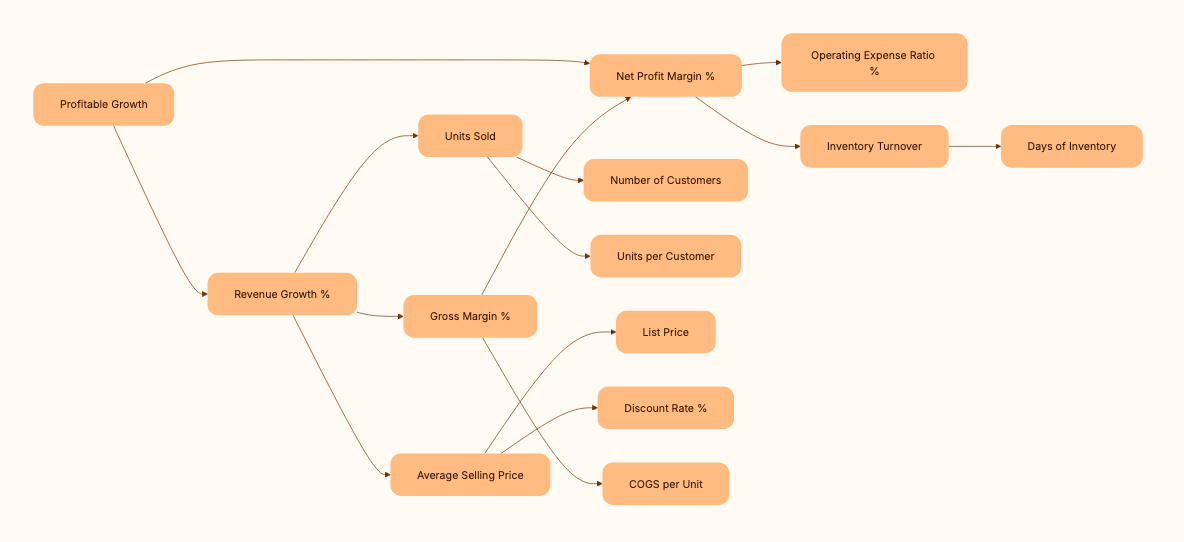 Profitable Growth
Revenue Growth %
Units Sold
Gross Margin %
Average Selling Price
Net Profit Margin %
Number of Customers
Units per Customer
List Price
Discount Rate %
COGS per Unit
Operating Expense Ratio
%
Inventory Turnover
Days of Inventory